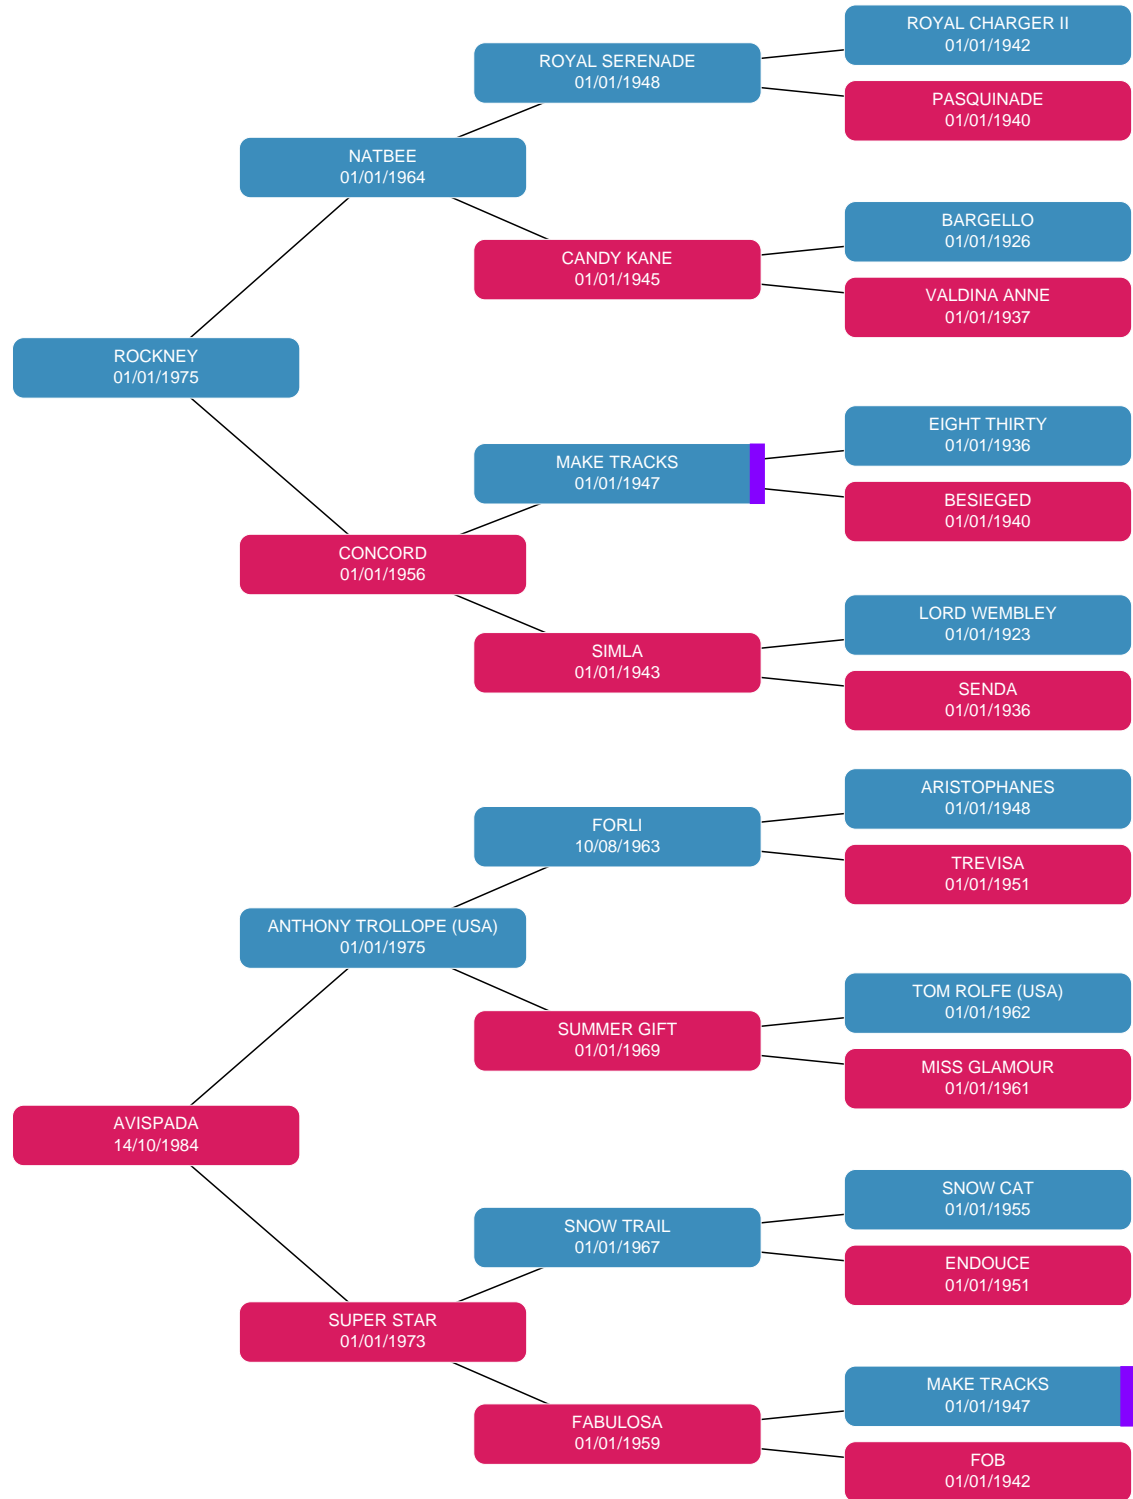 ROYAL CHARGER II
01/01/1942
ROYAL SERENADE
01/01/1948
PASQUINADE
01/01/1940
NATBEE
01/01/1964
BARGELLO
01/01/1926
CANDY KANE
01/01/1945
VALDINA ANNE
01/01/1937
ROCKNEY
01/01/1975
EIGHT THIRTY
01/01/1936
MAKE TRACKS
01/01/1947
BESIEGED
01/01/1940
CONCORD
01/01/1956
LORD WEMBLEY
01/01/1923
SIMLA
01/01/1943
SENDA
01/01/1936
ARISTOPHANES
01/01/1948
FORLI
10/08/1963
TREVISA
01/01/1951
ANTHONY TROLLOPE (USA)
01/01/1975
TOM ROLFE (USA)
01/01/1962
SUMMER GIFT
01/01/1969
MISS GLAMOUR
01/01/1961
AVISPADA
14/10/1984
SNOW CAT
01/01/1955
SNOW TRAIL
01/01/1967
ENDOUCE
01/01/1951
SUPER STAR
01/01/1973
MAKE TRACKS
01/01/1947
FABULOSA
01/01/1959
FOB
01/01/1942